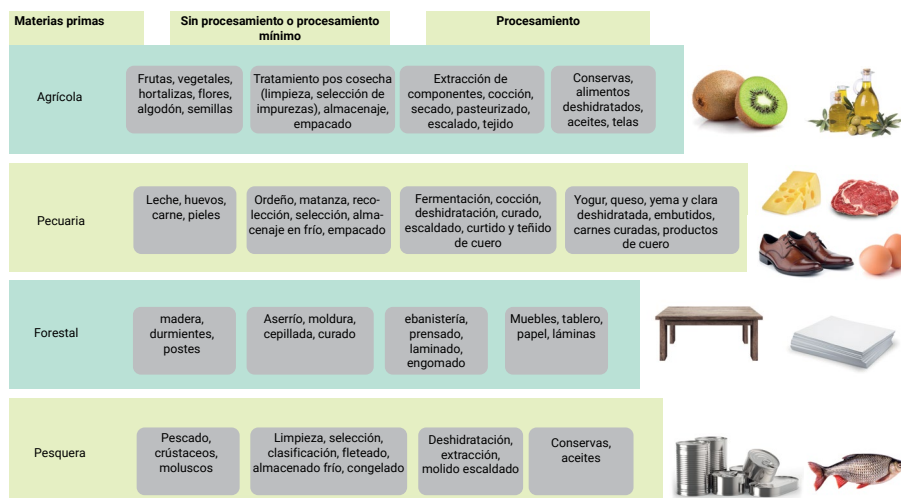 Materias primas
Sin procesamiento o procesamiento
mínimo
Procesamiento
Agrícola
Frutas, vegetales,
hortalizas, flores,
algodón, semillas
Tratamiento pos cosecha
(limpieza, selección de
impurezas), almacenaje,
empacado
Extracción de
componentes, cocción,
secado, pasteurizado,
escalado, tejido
Conservas,
alimentos
deshidratados,
aceites, telas
Pecuaria
Leche, huevos,
carne, pieles
Ordeño, matanza, reco-
lección, selección, alma-
cenaje en frío, empacado
Fermentación, cocción,
deshidratación, curado,
escaldado, curtido y teñido
de cuero
Yogur, queso, yema y clara
deshidratada, embutidos,
carnes curadas, productos
de cuero
Forestal
madera,
durmientes,
postes
Aserrío, moldura,
cepillada, curado
ebanistería,
prensado,
laminado,
engomado
Muebles, tablero,
papel, láminas
Pesquera
Pescado,
crústaceos,
moluscos
Limpieza, selección,
clasificación, fleteado,
almacenado frío, congelado
Deshidratación,
extracción,
molido escaldado
Conservas,
aceites